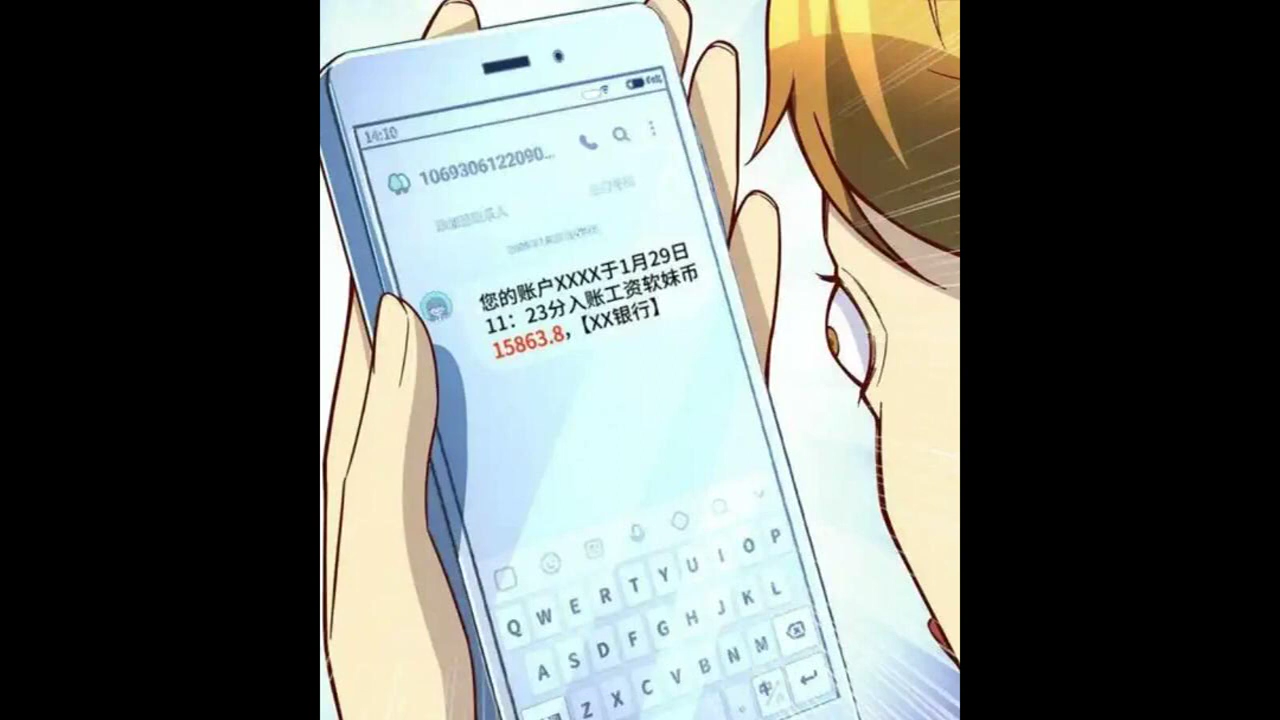 14:10
1069306122090...
您的账户XXXX于1月29日
11：23分入账工资软妹币
15863.8，【XX银行】
Q W E R T Y U I O P
A S D F G H J K L
Z X C V B N M
中